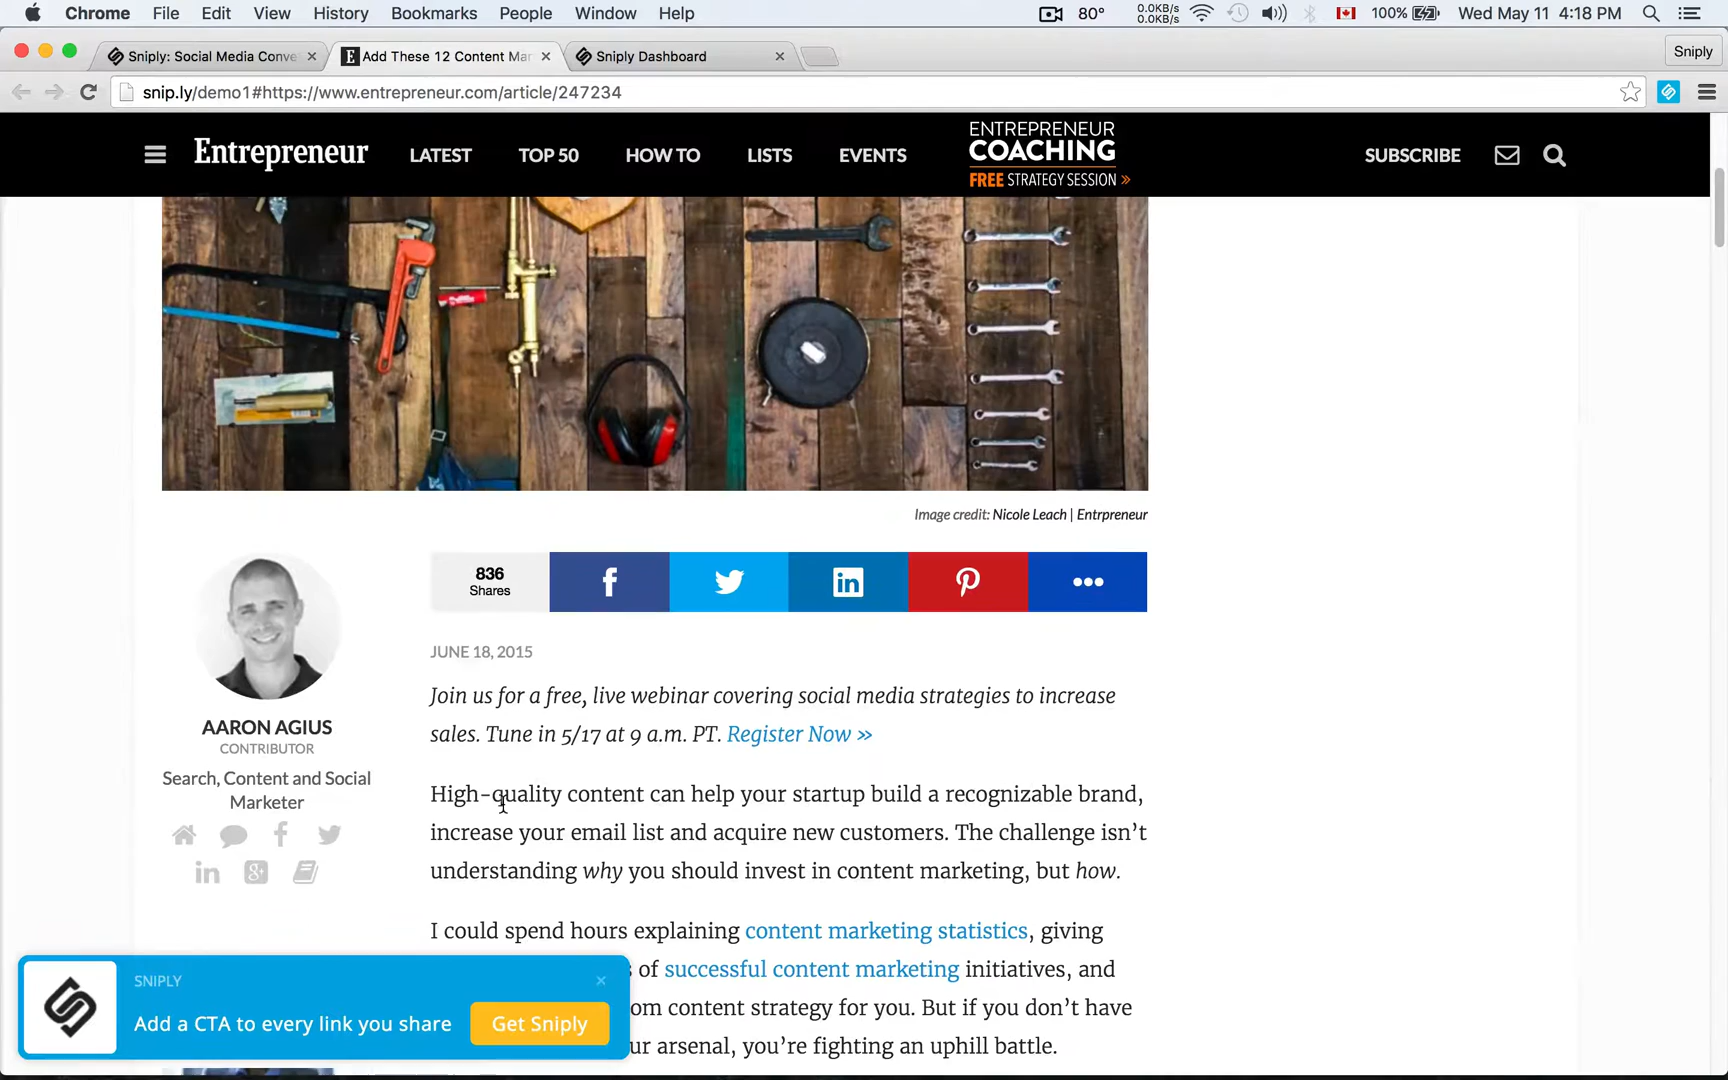 Chrome File Edit View History Bookmarks People Window Help 80° 0.0KB/s 0.0KB/s 100% Wed May 11 4:18 PM
Sniply: Social Media Conve Add These 12 Content Mar Sniply Dashboard Sniply
snip.ly/demo1#https://www.entrepreneur.com/article/247234
Entrepreneur LATEST TOP 50 HOW TO LISTS EVENTS
ENTREPRENEUR
COACHING
FREE STRATEGY SESSION »
SUBSCRIBE
Image credit: Nicole Leach | Entrpreneur
836
Shares
AARON AGIUS
CONTRIBUTOR
Search, Content and Social
Marketer
JUNE 18, 2015
Join us for a free, live webinar covering social media strategies to increase
sales. Tune in 5/17 at 9 a.m. PT. Register Now »
High-quality content can help your startup build a recognizable brand,
increase your email list and acquire new customers. The challenge isn't
understanding why you should invest in content marketing, but how.
I could spend hours explaining content marketing statistics, giving
of successful content marketing initiatives, and
om content strategy for you. But if you don't have
ur arsenal, you're fighting an uphill battle.
SNIPLY
Add a CTA to every link you share Get Sniply